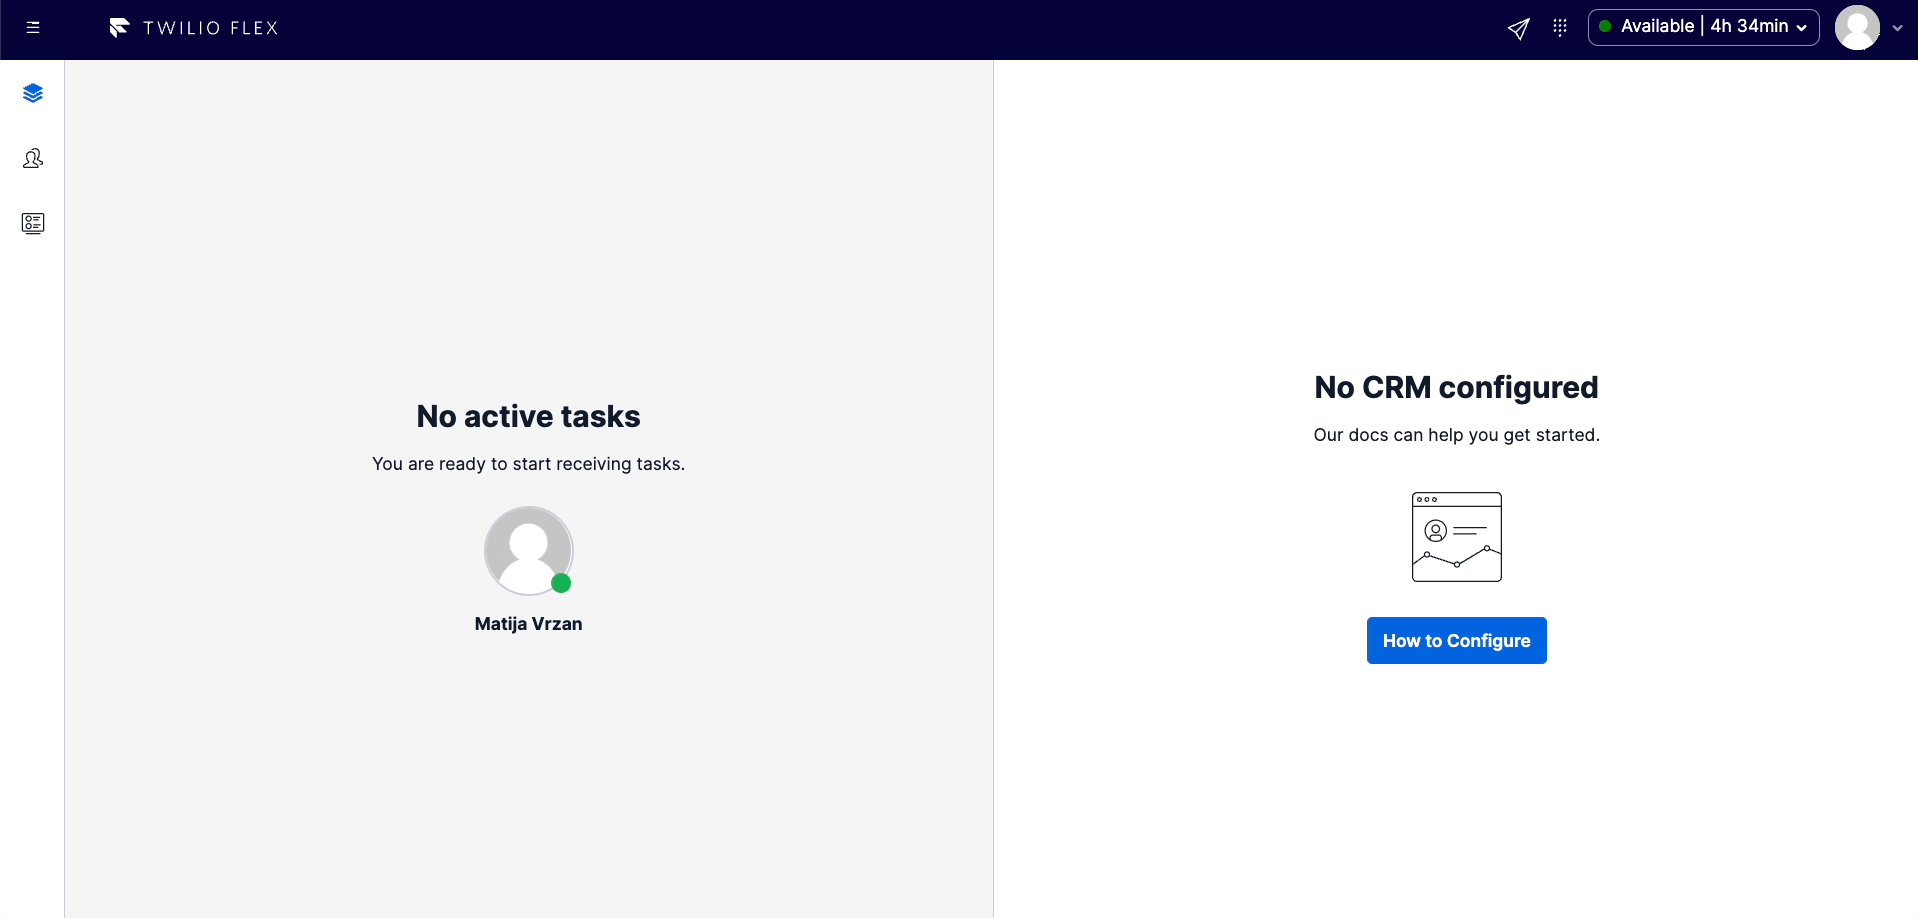 TWILIO FLEX
Available | 4h 34min
No active tasks
You are ready to start receiving tasks.
Matija Vrzan
No CRM configured
Our docs can help you get started.
How to Configure